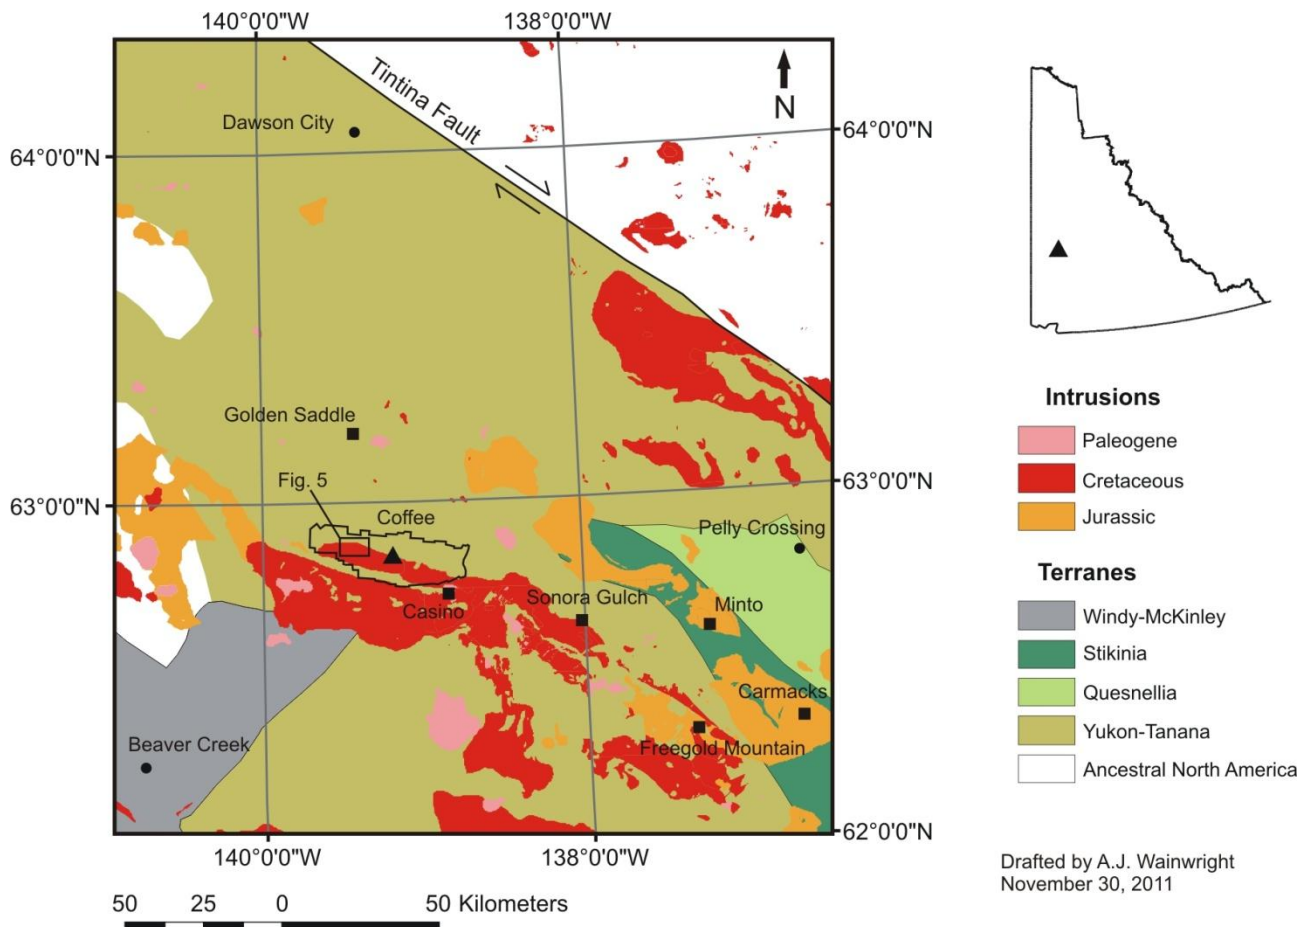 140°0'0"W
138°0'0"W
Tintina Fault
N
Dawson City
64°0'0"N
64°0'0"N
Golden Saddle
63°0'0"N
63°0'0"N
Fig. 5
Coffee
Pelly Crossing
Casino
Sonora Gulch
Minto
Carmacks
Beaver Creek
Freegold Mountain
62°0'0"N
140°0'0"W
138°0'0"W
50 25 0 50 Kilometers
Intrusions
Paleogene
Cretaceous
Jurassic
Terranes
Windy-McKinley
Stikinia
Quesnellia
Yukon-Tanana
Ancestral North America
Drafted by A.J. Wainwright
November 30, 2011